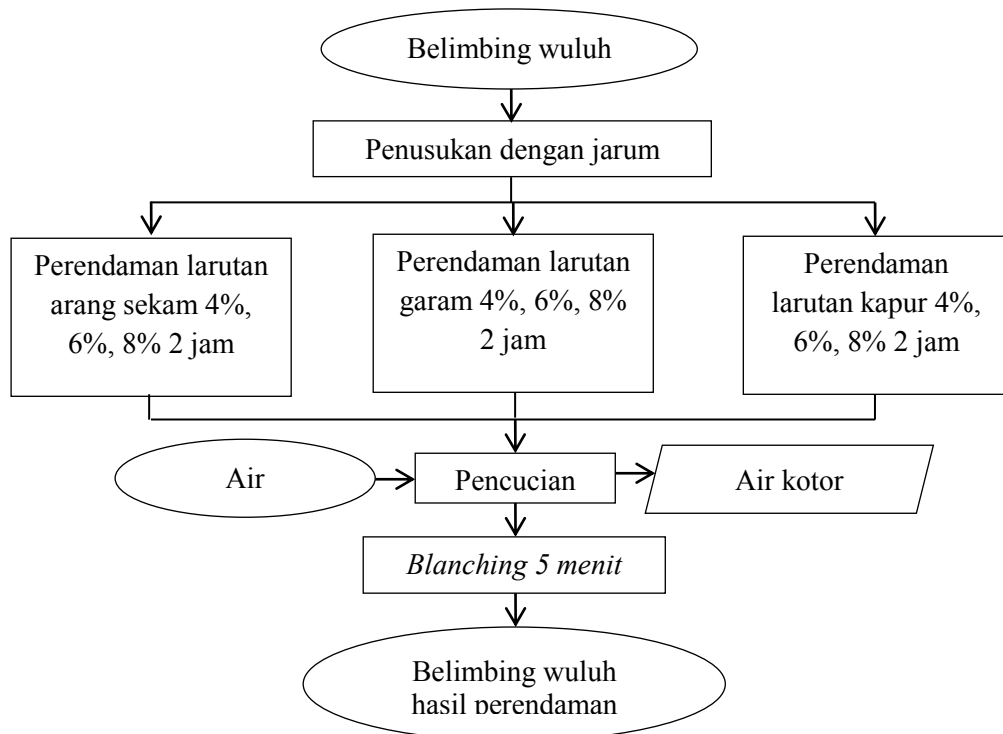 Belimbing wuluh
Penusukan dengan jarum
Perendaman larutan
arang sekam 4%,
6%, 8% 2 jam
Perendaman larutan
garam 4%, 6%, 8%
2 jam
Perendaman
larutan kapur 4%,
6%, 8% 2 jam
Air
Pencucian
Air kotor
Blanching 5 menit
Belimbing wuluh
hasil perendaman